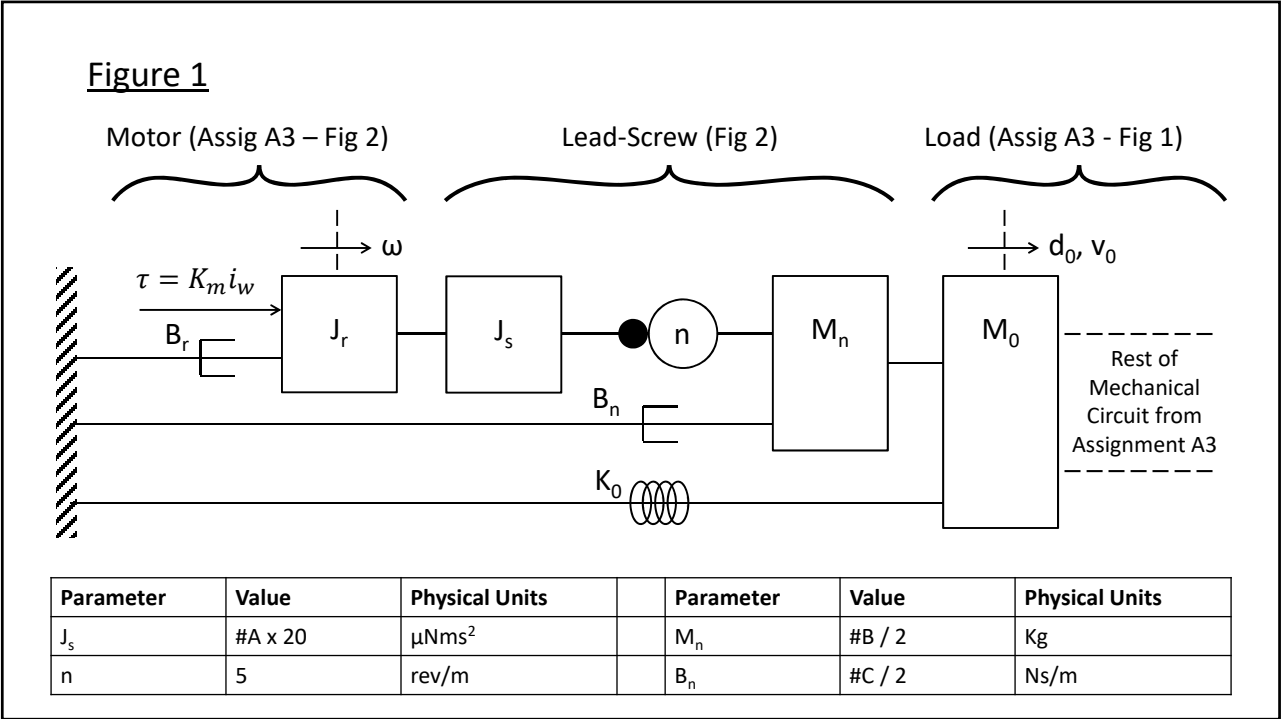 Figure 1
Motor (Assig A3 – Fig 2) Lead-Screw (Fig 2) Load (Assig A3 - Fig 1)
ω d₀, v₀
τ = Kₘi_w
Bᵣ Jᵣ Jₛ n Mₙ M₀
Rest of
Mechanical
Circuit from
Assignment A3
Bₙ
K₀
Parameter Value Physical Units Parameter Value Physical Units
Jₛ #A x 20 μNms² Mₙ #B / 2 Kg
n 5 rev/m Bₙ #C / 2 Ns/m